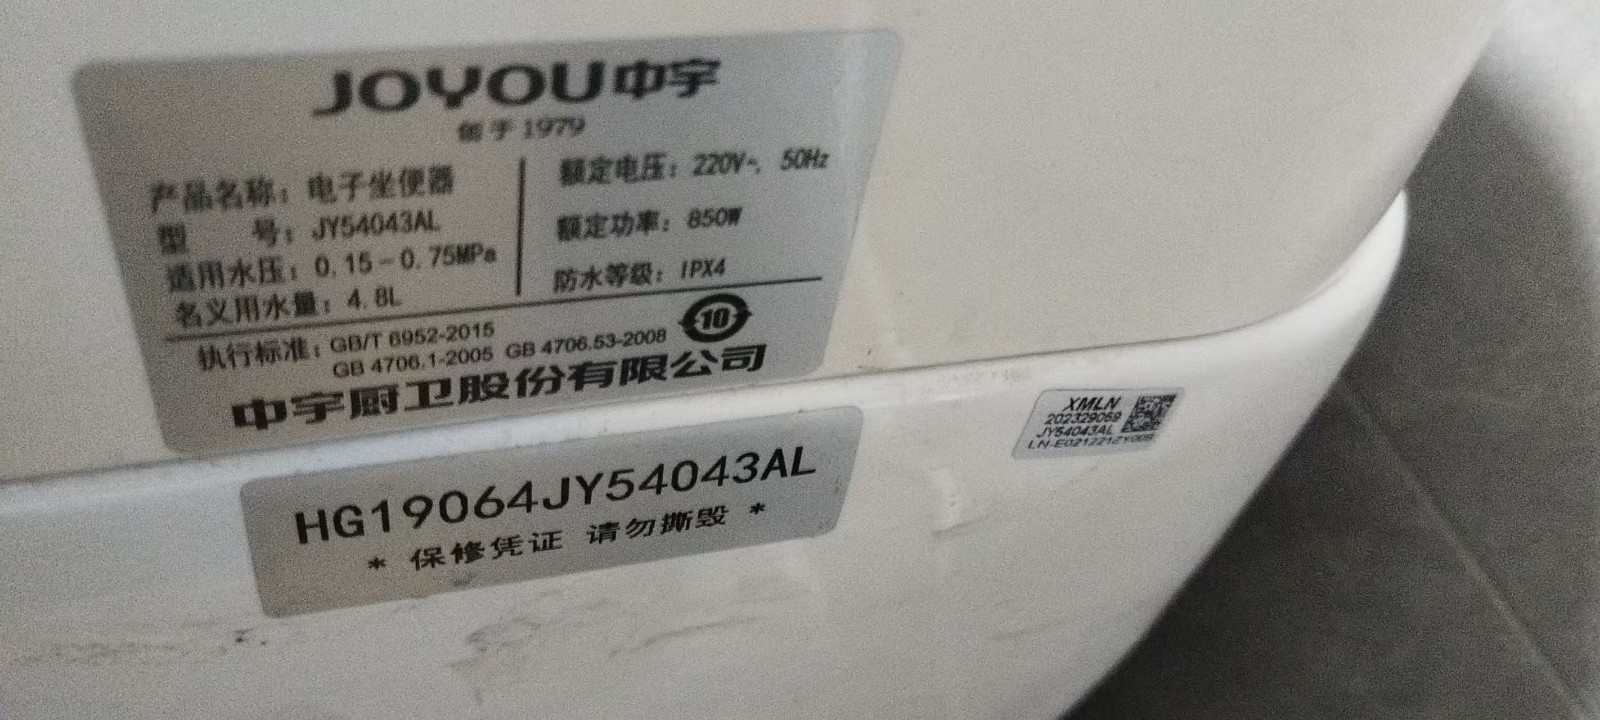 JOYOU中宇
创于1979
产品名称：电子坐便器
型 号：JY54043AL
适用水压：0.15-0.75MPa
名义用水量：4.8L
额定电压：220V~, 50Hz
额定功率：850W
防水等级：IPX4
执行标准：GB/T 6952-2015
GB 4706.1-2005 GB 4706.53-2008
10
中宇厨卫股份有限公司
HG19064JY54043AL
* 保修凭证 请勿撕毁 *
XMLN
202329069
JY54043AL